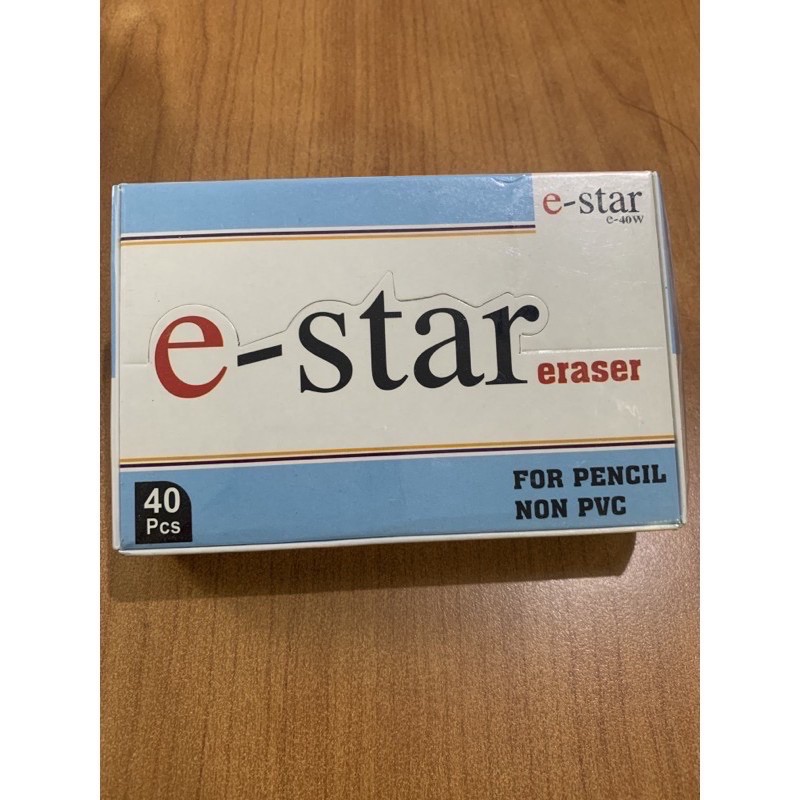 e-star
e-40W
e-star eraser
FOR PENCIL
NON PVC
40
Pcs